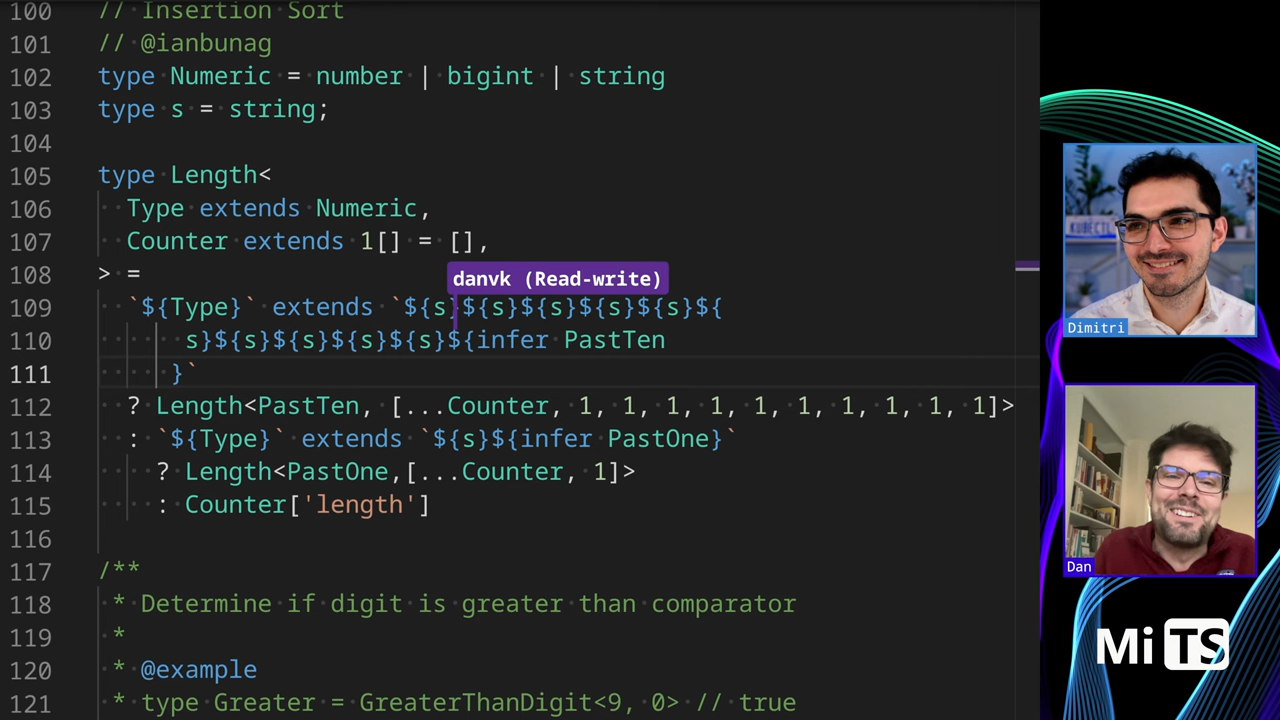 100 // Insertion Sort
101 // @ianbunag
102 type Numeric = number | bigint | string
103 type s = string;
104
105 type Length<
106 Type extends Numeric,
107 Counter extends 1[] = [],
108 > =
danvk (Read-write)
109 `${Type}` extends `${s}${s}${s}${s}${s}${
110 s}${s}${s}${s}${s}${infer PastTen
111 }`
112 ? Length<PastTen, [...Counter, 1, 1, 1, 1, 1, 1, 1, 1, 1, 1]>
113 : `${Type}` extends `${s}${infer PastOne}`
114 ? Length<PastOne,[...Counter, 1]>
115 : Counter['length']
116
117 /**
118 * Determine if digit is greater than comparator
119 *
120 * @example
121 * type Greater = GreaterThanDigit<9, 0> // true
KUBECTL
Dimitri
Dan
Mi TS